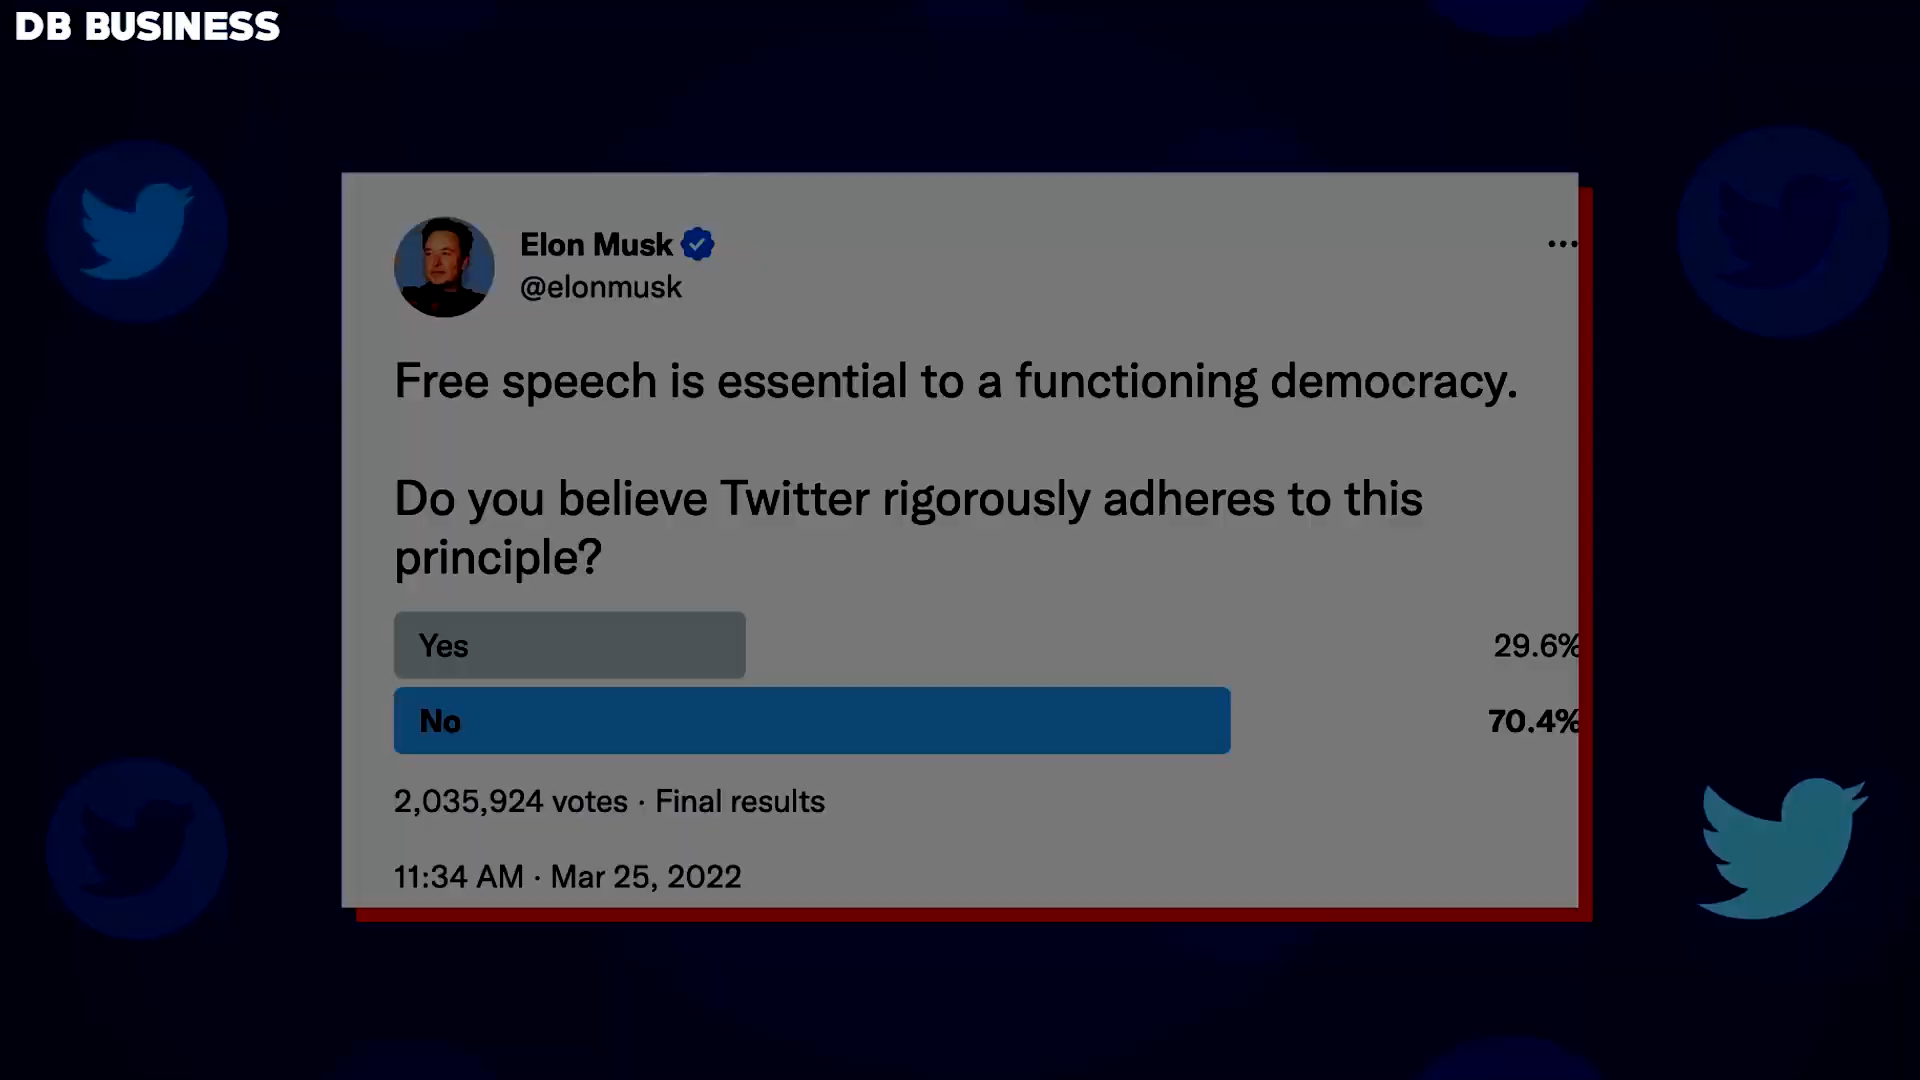 DB BUSINESS
Elon Musk
@elonmusk
Free speech is essential to a functioning democracy.
Do you believe Twitter rigorously adheres to this
principle?
Yes 29.6%
No 70.4%
2,035,924 votes · Final results
11:34 AM · Mar 25, 2022